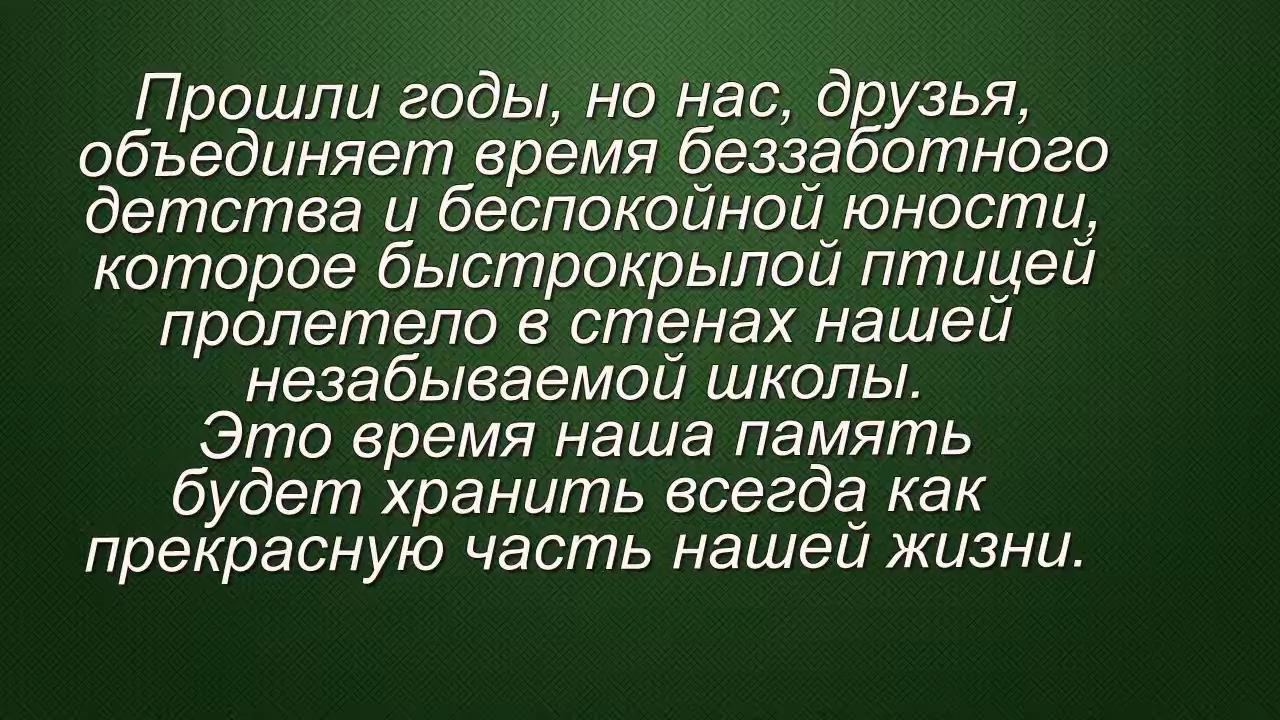 Прошли годы, но нас, друзья,
объединяет время беззаботного
детства и беспокойной юности,
которое быстрокрылой птицей
пролетело в стенах нашей
незабываемой школы.
Это время наша память
будет хранить всегда как
прекрасную часть нашей жизни.